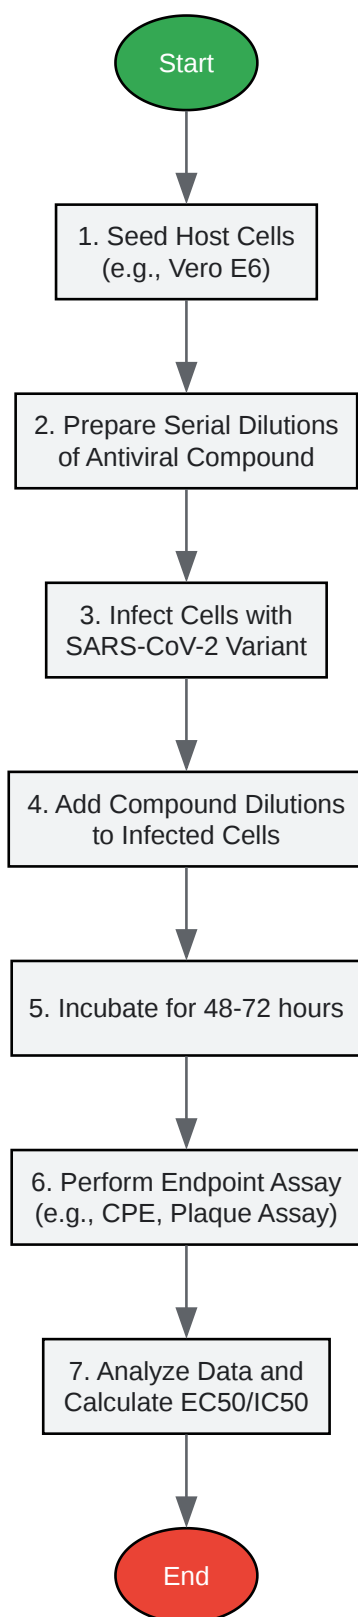 Start
1. Seed Host Cells
(e.g., Vero E6)
2. Prepare Serial Dilutions
of Antiviral Compound
3. Infect Cells with
SARS-CoV-2 Variant
4. Add Compound Dilutions
to Infected Cells
5. Incubate for 48-72 hours
6. Perform Endpoint Assay
(e.g., CPE, Plaque Assay)
7. Analyze Data and
Calculate EC50/IC50
End